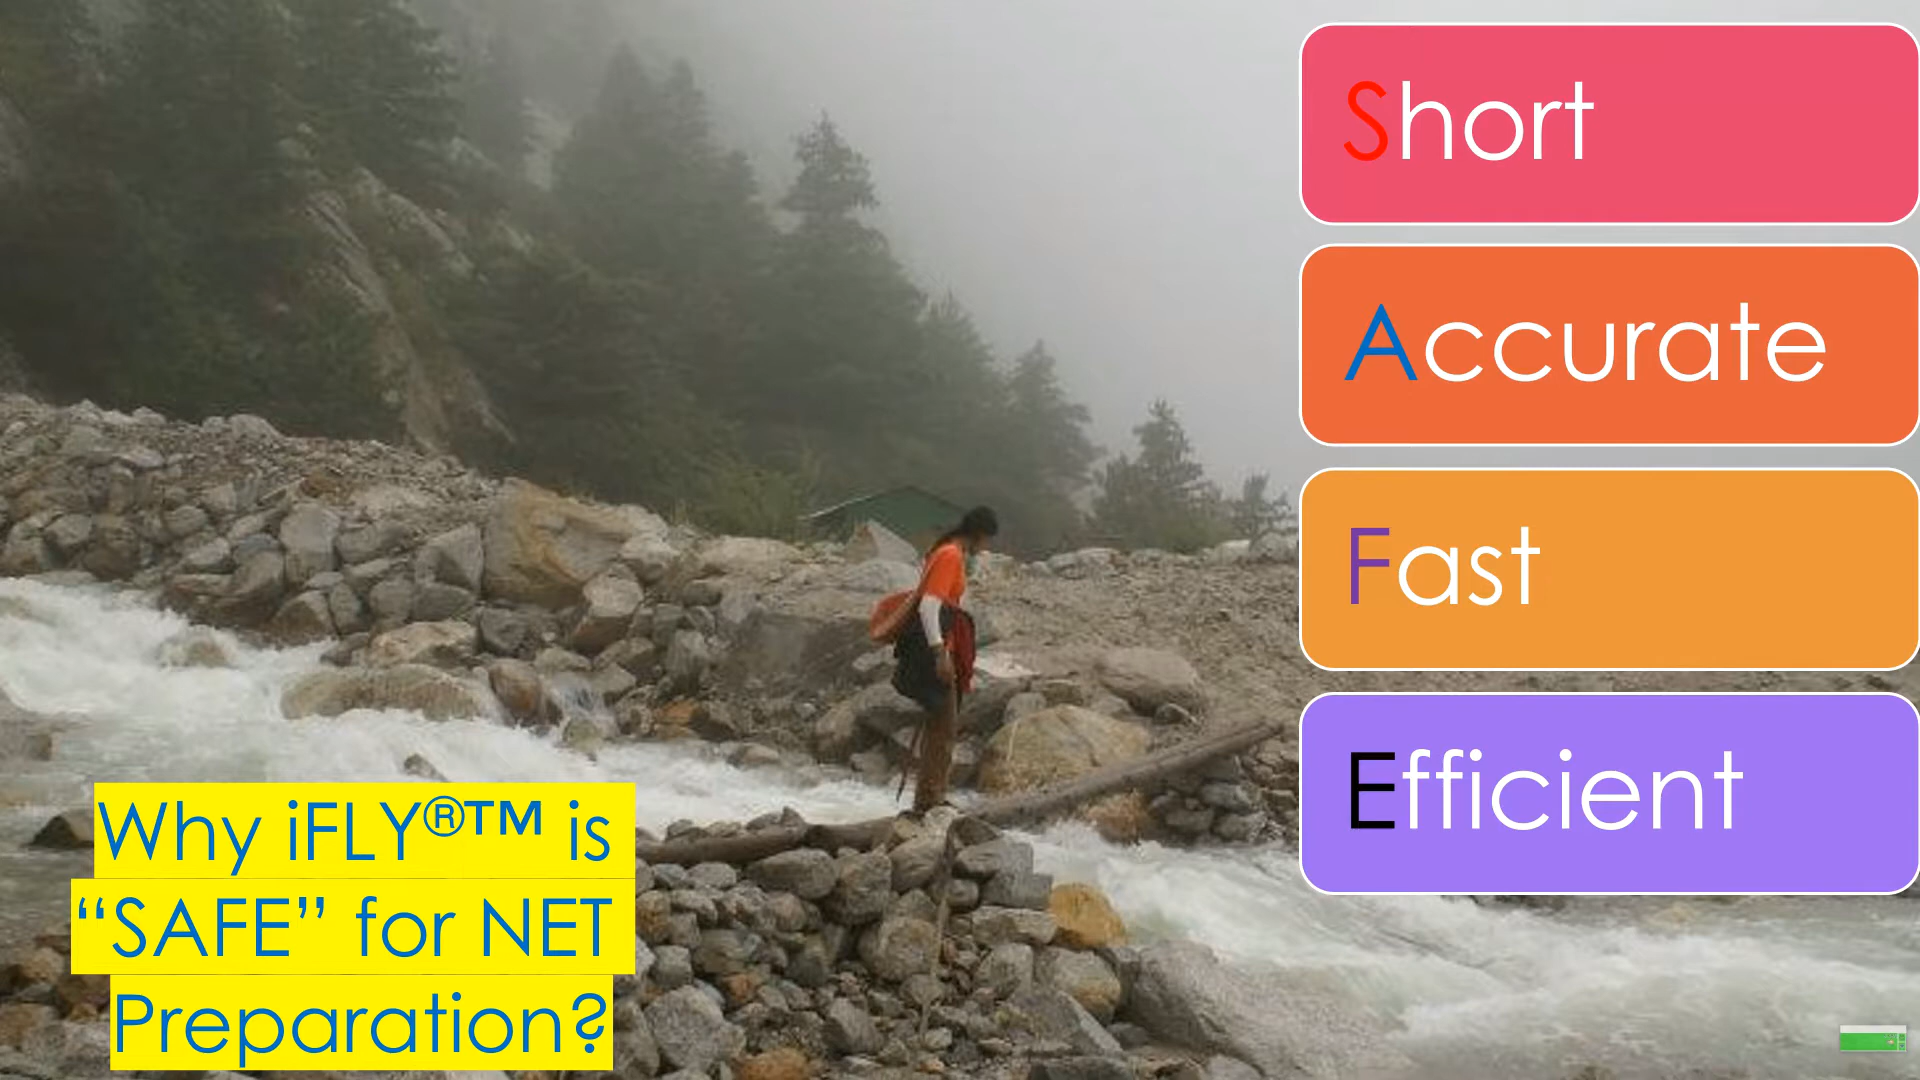 Short
Accurate
Fast
Efficient
Why iFLY®™ is
“SAFE” for NET
Preparation?